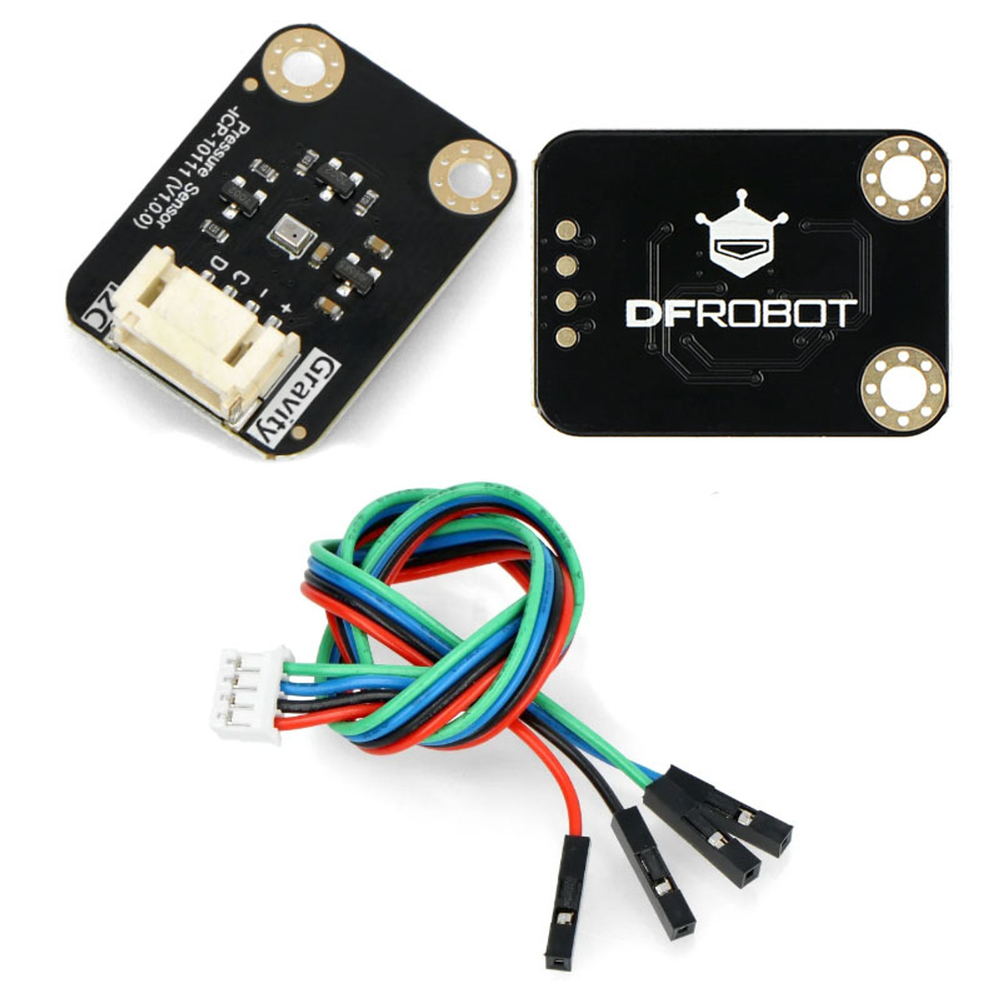 Pressure Sensor
-ICP-10111 (V1.0.0)
D
C
-
+
I2C
Gravity
DFROBOT